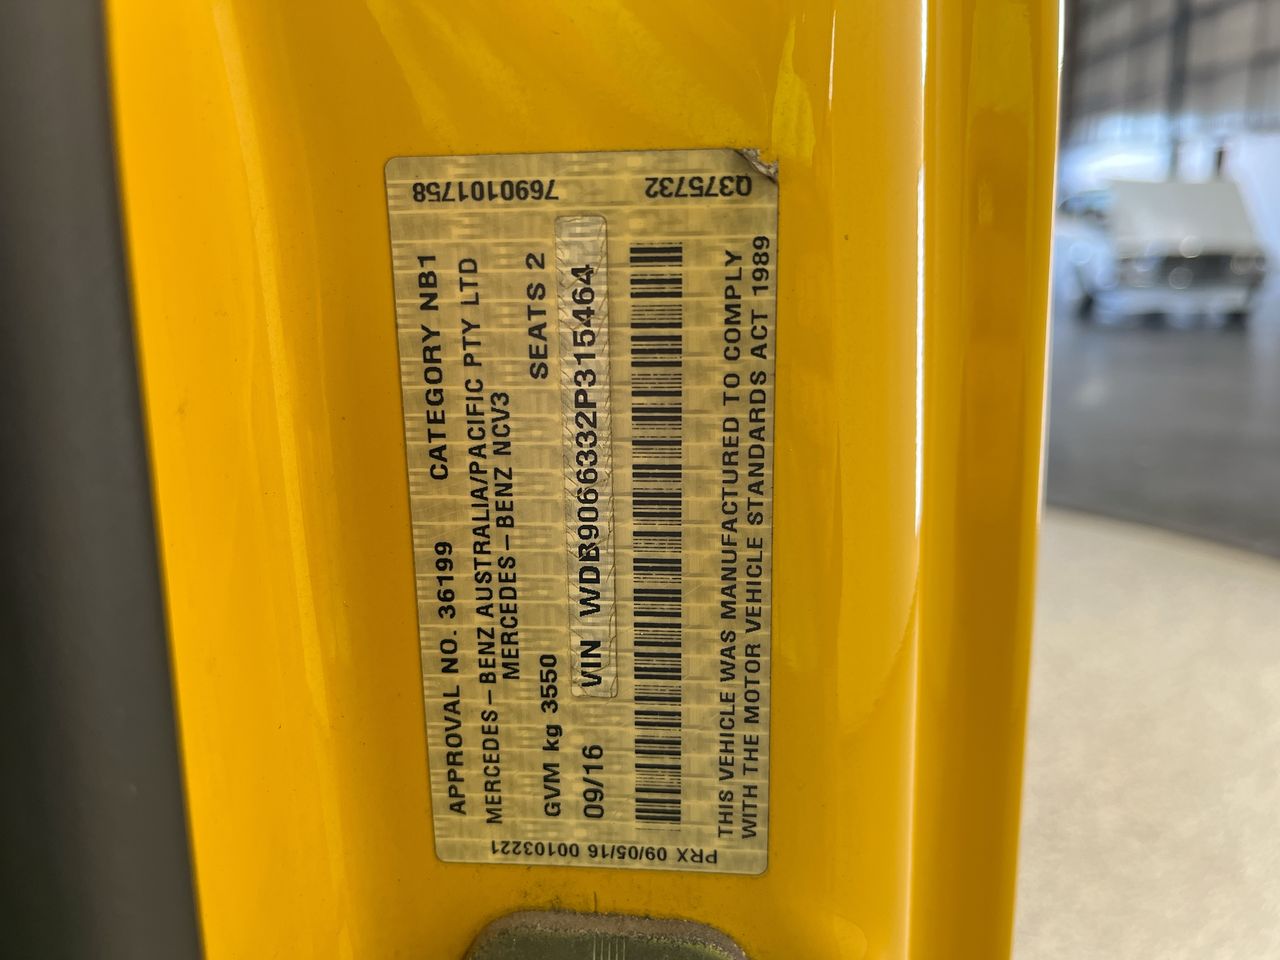 APPROVAL NO. 36199 CATEGORY NB1
MERCEDES-BENZ AUSTRALIA/PACIFIC PTY LTD
MERCEDES-BENZ NCV3
GVM kg 3550 SEATS 2
09/16 VIN WDB9066332P315464
THIS VEHICLE WAS MANUFACTURED TO COMPLY
WITH THE MOTOR VEHICLE STANDARDS ACT 1989
7690101758
Q375732
PRX 09/05/16 00103221